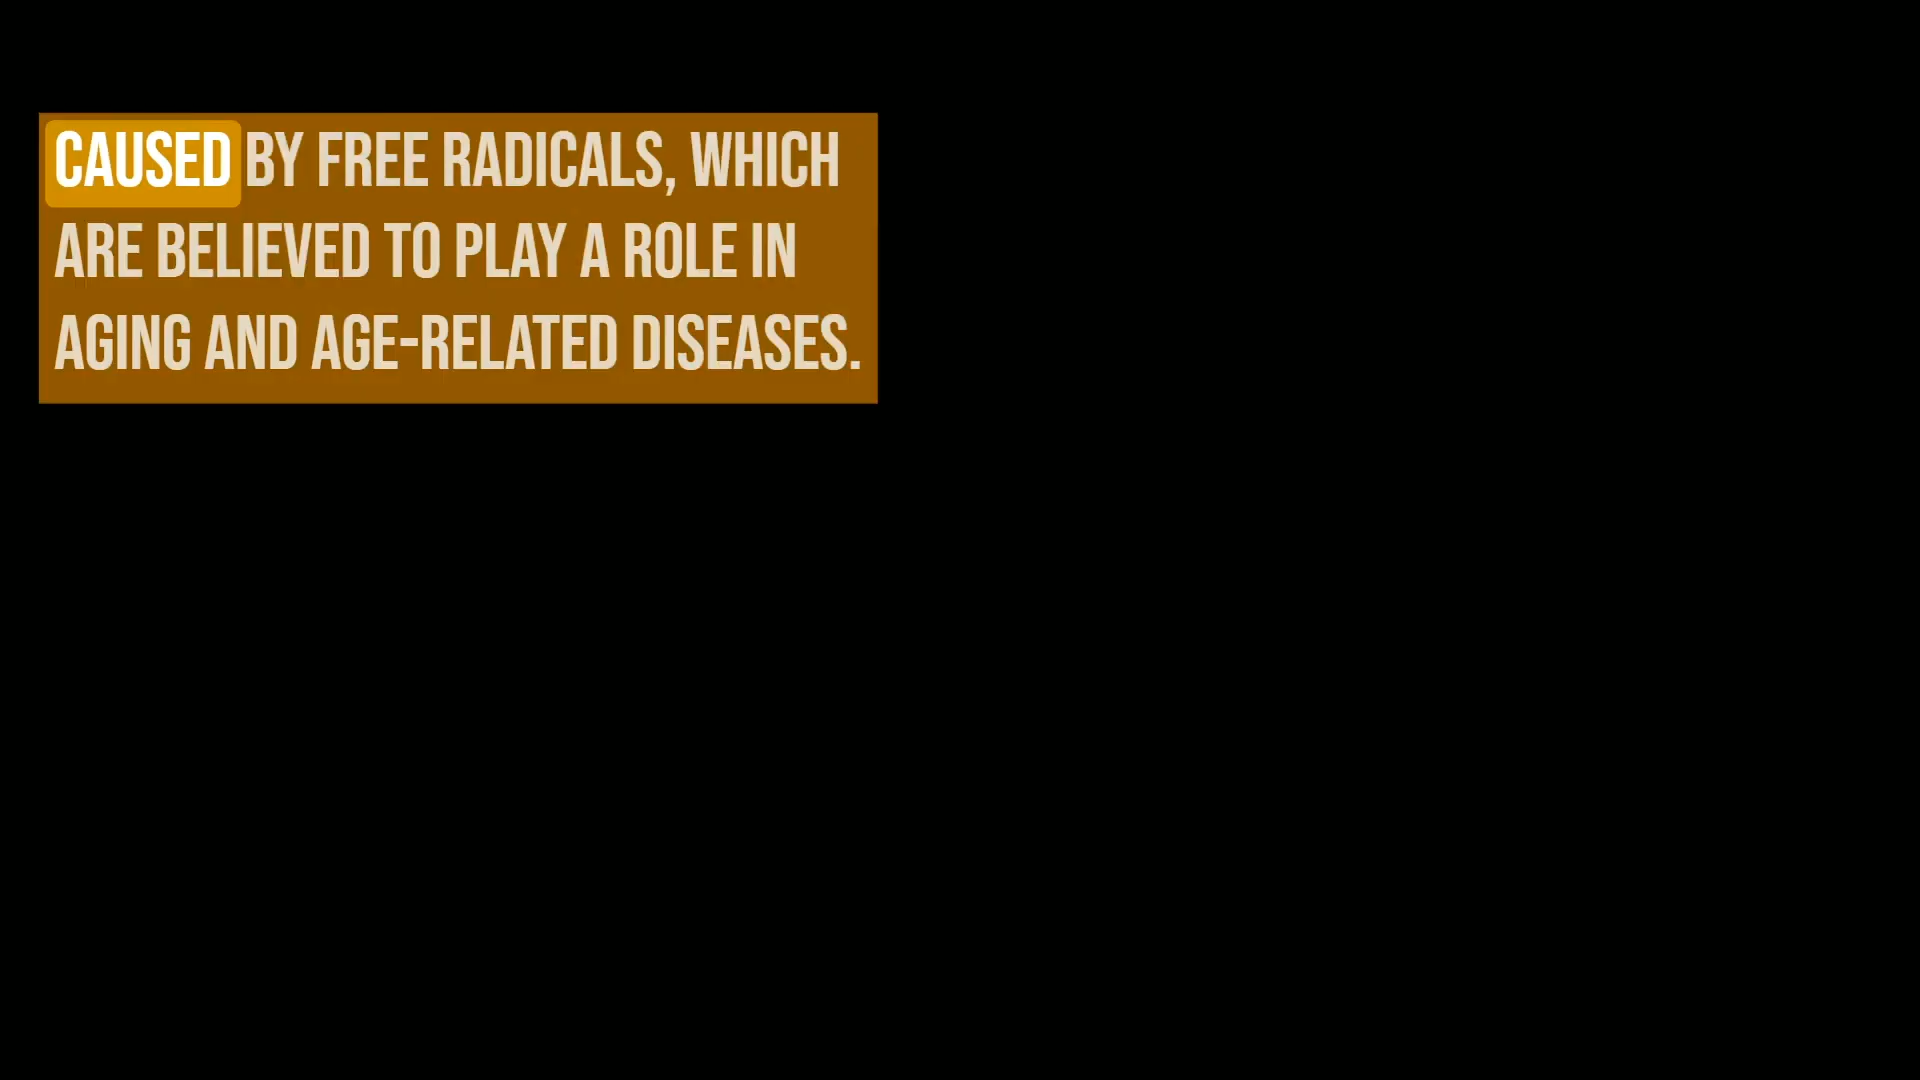 CAUSED BY FREE RADICALS, WHICH
ARE BELIEVED TO PLAY A ROLE IN
AGING AND AGE-RELATED DISEASES.